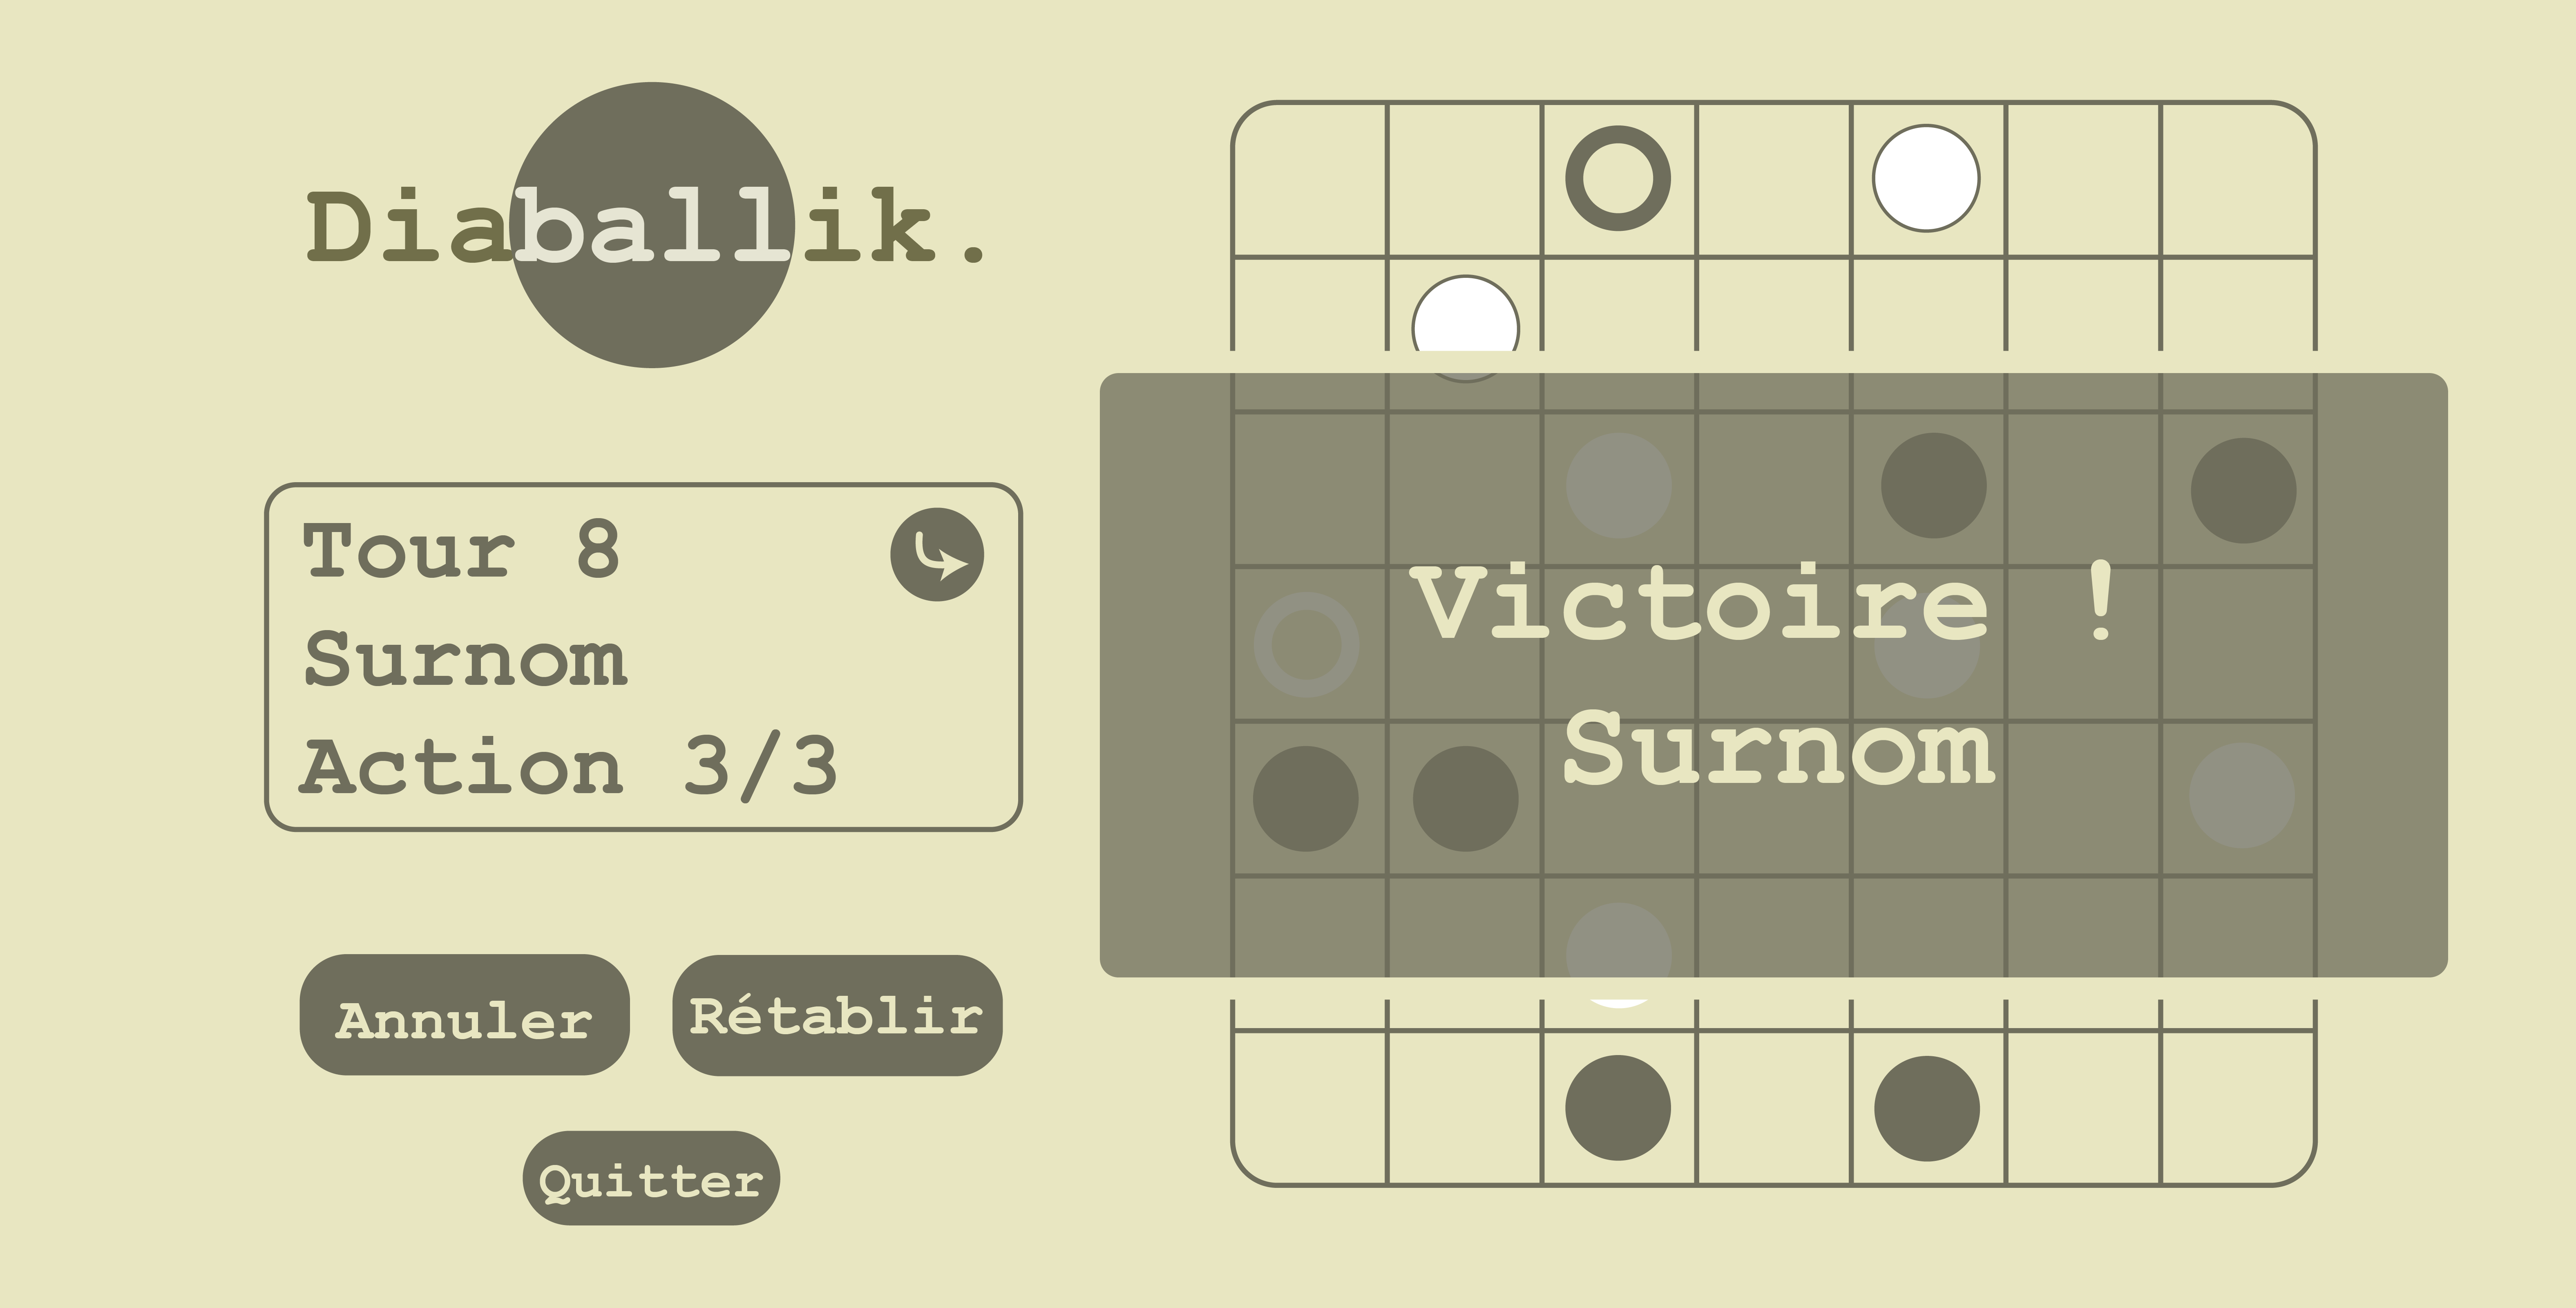 Diaballik.
Tour 8
Surnom
Action 3/3
Annuler
Rétablir
Quitter
Victoire !
Surnom